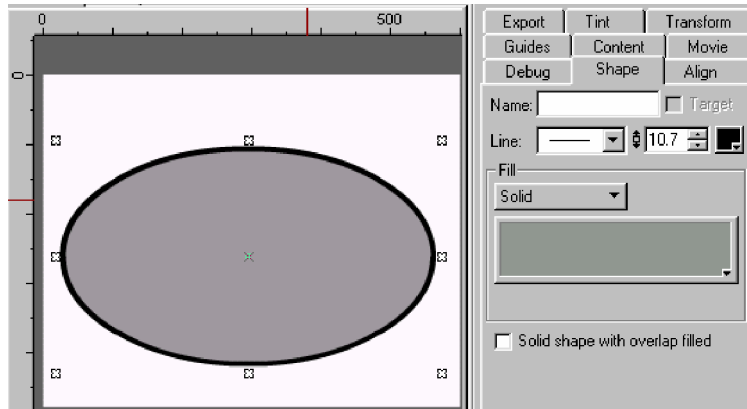 0 500
Export Tint Transform
Guides Content Movie
Debug Shape Align
Name: Target
Line: 10.7
Fill
Solid
0
Solid shape with overlap filled